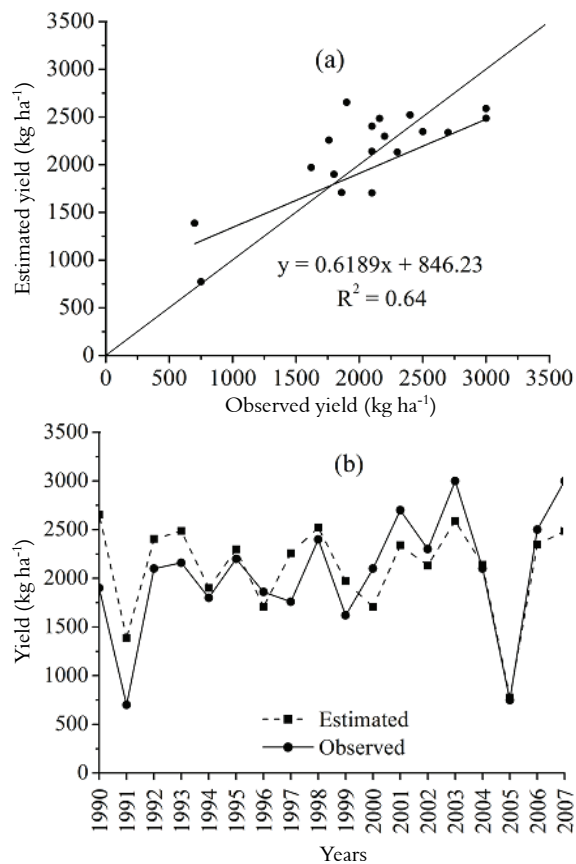 3500
(a)
3000
2500
2000
1500
1000
y = 0.6189x + 846.23
500
R² = 0.64
0
0 500 1000 1500 2000 2500 3000 3500
Estimated yield (kg ha⁻¹)
Observed yield (kg ha⁻¹)
3500
(b)
3000
2500
2000
1500
1000
500
0
Estimated
Observed
Yield (kg ha⁻¹)
1990 1991 1992 1993 1994 1995 1996 1997 1998 1999 2000 2001 2002 2003 2004 2005 2006 2007
Years